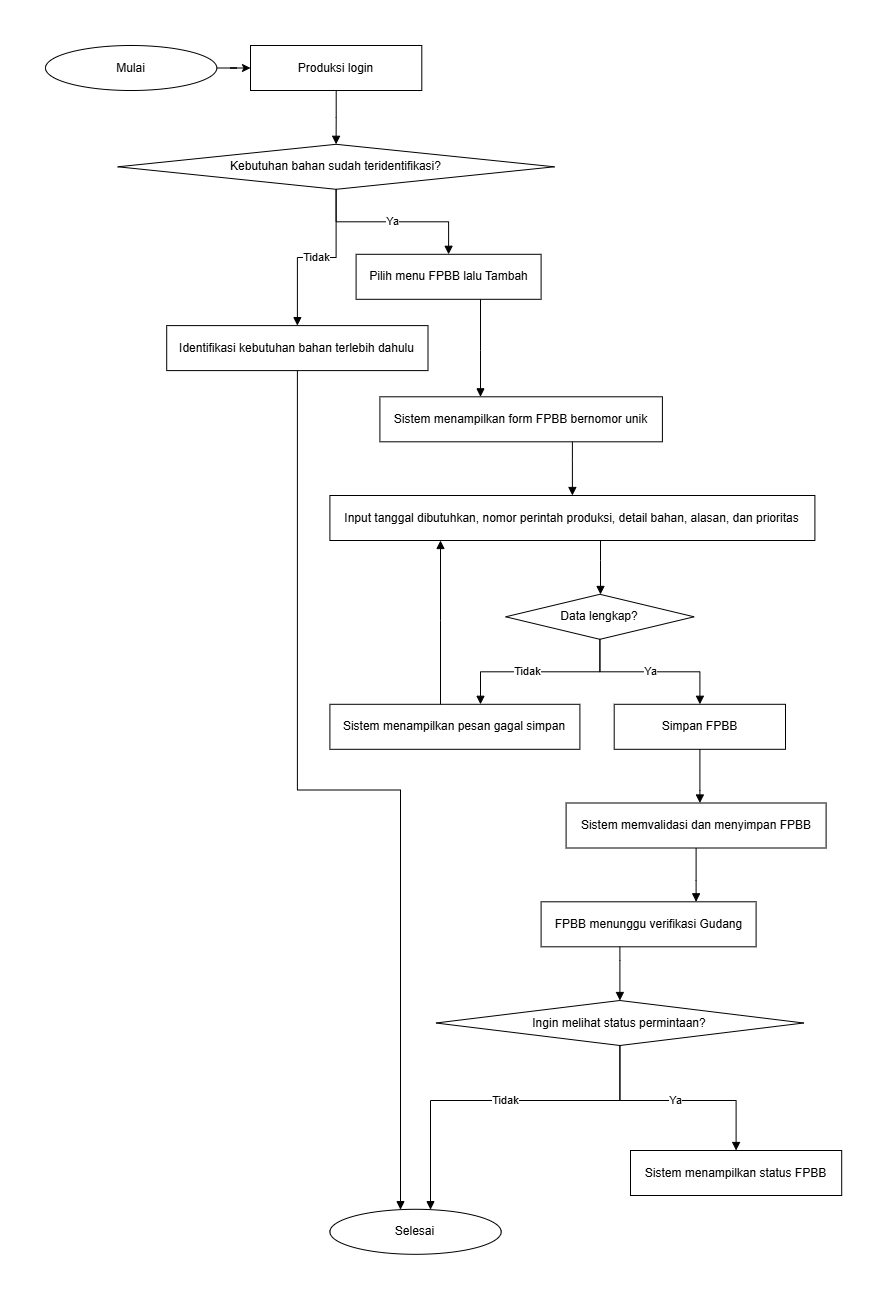 Mulai
Produksi login
Kebutuhan bahan sudah teridentifikasi?
Ya
Tidak
Pilih menu FPBB lalu Tambah
Identifikasi kebutuhan bahan terlebih dahulu
Sistem menampilkan form FPBB bernomor unik
Input tanggal dibutuhkan, nomor perintah produksi, detail bahan, alasan, dan prioritas
Data lengkap?
Tidak
Ya
Sistem menampilkan pesan gagal simpan
Simpan FPBB
Sistem memvalidasi dan menyimpan FPBB
FPBB menunggu verifikasi Gudang
Ingin melihat status permintaan?
Tidak
Ya
Sistem menampilkan status FPBB
Selesai